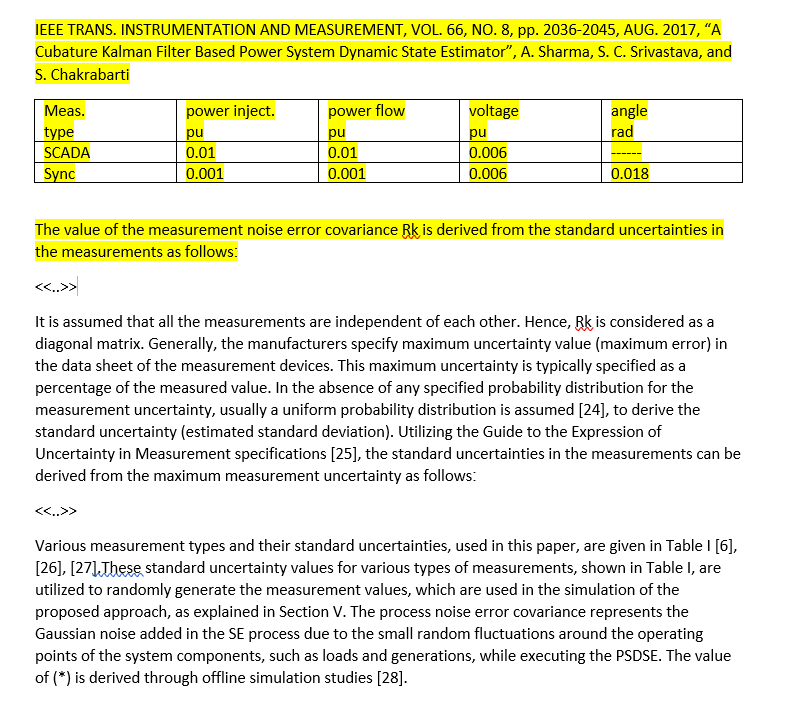 IEEE TRANS. INSTRUMENTATION AND MEASUREMENT, VOL. 66, NO. 8, pp. 2036-2045, AUG. 2017, “A
Cubature Kalman Filter Based Power System Dynamic State Estimator”, A. Sharma, S. C. Srivastava, and
S. Chakrabarti
Meas. power inject. power flow voltage angle
type pu pu pu rad
SCADA 0.01 0.01 0.006 ------
Sync 0.001 0.001 0.006 0.018
The value of the measurement noise error covariance Rk is derived from the standard uncertainties in
the measurements as follows:
<<..>>
It is assumed that all the measurements are independent of each other. Hence, Rk is considered as a
diagonal matrix. Generally, the manufacturers specify maximum uncertainty value (maximum error) in
the data sheet of the measurement devices. This maximum uncertainty is typically specified as a
percentage of the measured value. In the absence of any specified probability distribution for the
measurement uncertainty, usually a uniform probability distribution is assumed [24], to derive the
standard uncertainty (estimated standard deviation). Utilizing the Guide to the Expression of
Uncertainty in Measurement specifications [25], the standard uncertainties in the measurements can be
derived from the maximum measurement uncertainty as follows:
<<..>>
Various measurement types and their standard uncertainties, used in this paper, are given in Table I [6],
[26], [27].These standard uncertainty values for various types of measurements, shown in Table I, are
utilized to randomly generate the measurement values, which are used in the simulation of the
proposed approach, as explained in Section V. The process noise error covariance represents the
Gaussian noise added in the SE process due to the small random fluctuations around the operating
points of the system components, such as loads and generations, while executing the PSDSE. The value
of (*) is derived through offline simulation studies [28].